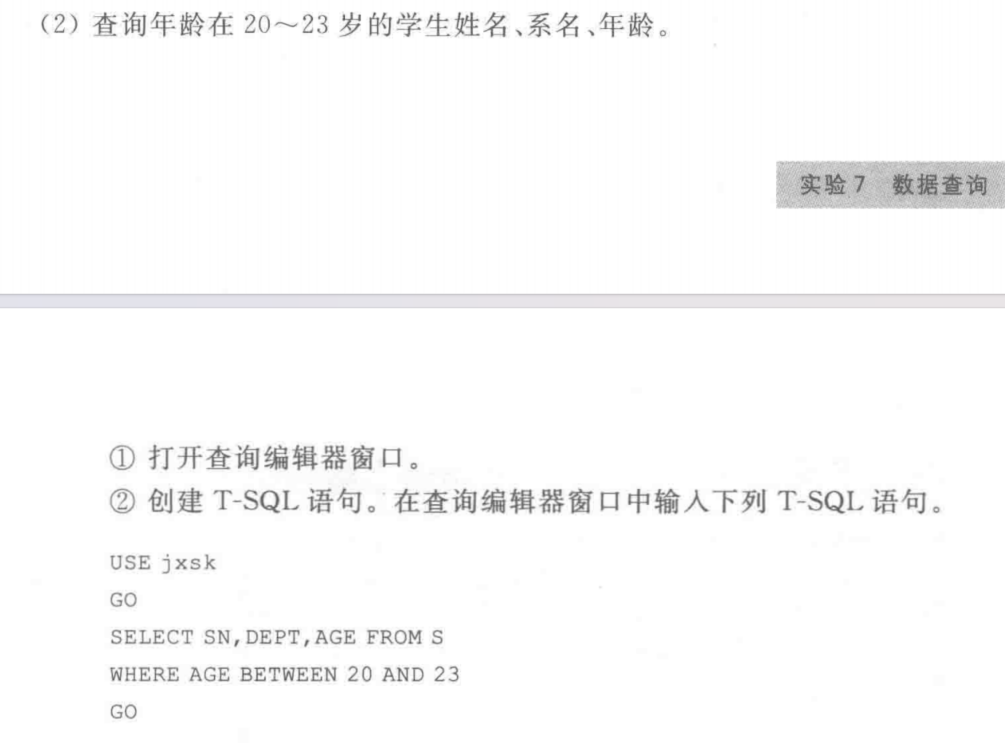 (2) 查询年龄在 20～23 岁的学生姓名、系名、年龄。
实验 7 数据查询
① 打开查询编辑器窗口。
② 创建 T-SQL 语句。在查询编辑器窗口中输入下列 T-SQL 语句。
USE jxsk
GO
SELECT SN,DEPT,AGE FROM S
WHERE AGE BETWEEN 20 AND 23
GO